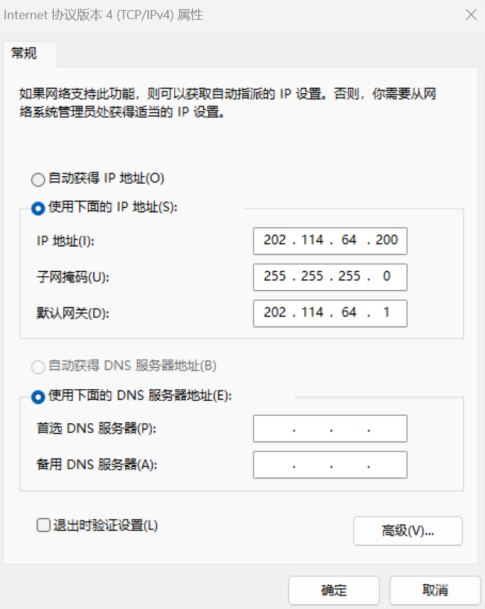 Internet 协议版本 4 (TCP/IPv4) 属性
常规
如果网络支持此功能，则可以获取自动指派的 IP 设置。否则，你需要从网
络系统管理员处获得适当的 IP 设置。
自动获得 IP 地址(O)
使用下面的 IP 地址(S):
IP 地址(I): 202 . 114 . 64 . 200
子网掩码(U): 255 . 255 . 255 . 0
默认网关(D): 202 . 114 . 64 . 1
自动获得 DNS 服务器地址(B)
使用下面的 DNS 服务器地址(E):
首选 DNS 服务器(P): . . .
备用 DNS 服务器(A): . . .
退出时验证设置(L)
高级(V)...
确定 取消